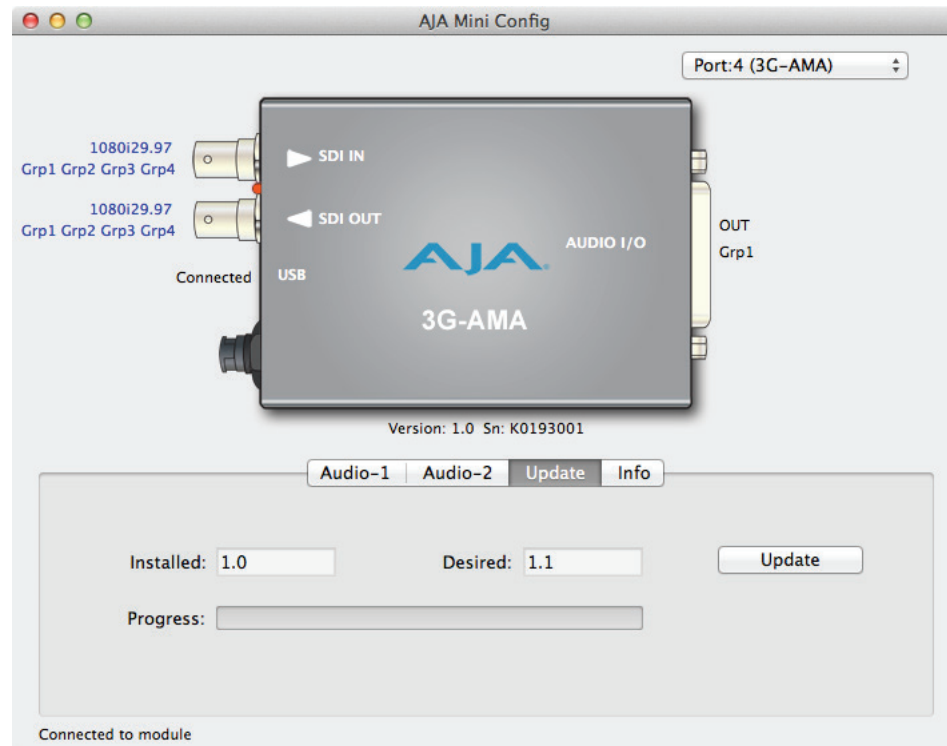 AJA Mini Config
Port:4 (3G-AMA)
1080i29.97
Grp1 Grp2 Grp3 Grp4
SDI IN
1080i29.97
Grp1 Grp2 Grp3 Grp4
SDI OUT
AUDIO I/O
OUT
Grp1
Connected
USB
AJA
3G-AMA
Version: 1.0 Sn: K0193001
Audio-1 Audio-2 Update Info
Installed: 1.0 Desired: 1.1 Update
Progress:
Connected to module